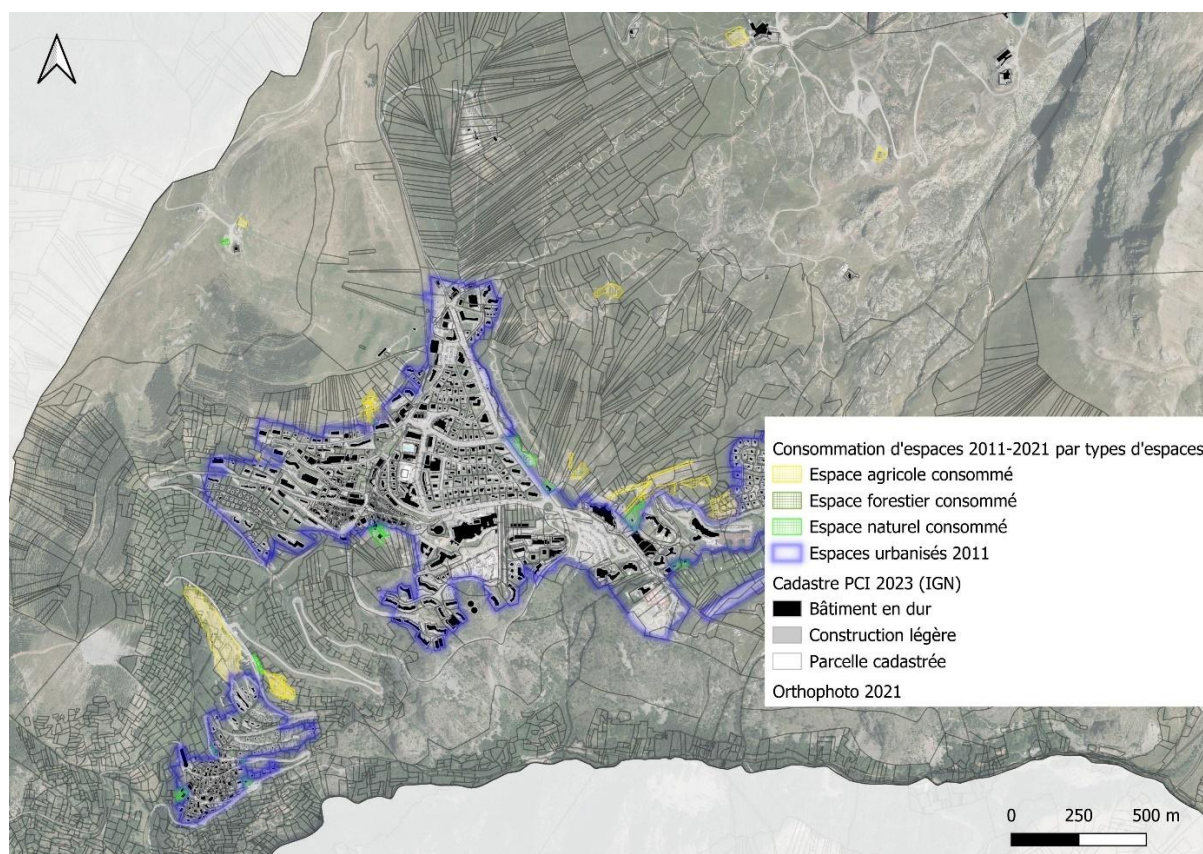 Consommation d'espaces 2011-2021 par types d'espaces
Espace agricole consommé
Espace forestier consommé
Espace naturel consommé
Espaces urbanisés 2011
Cadastre PCI 2023 (IGN)
Bâtiment en dur
Construction légère
Parcelle cadastrée
Orthophoto 2021
0 250 500 m